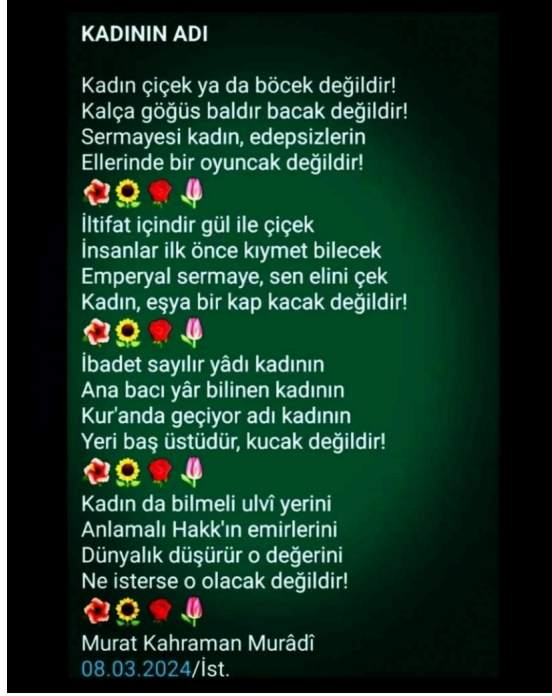 KADININ ADI
Kadın çiçek ya da böcek değildir!
Kalça göğüs baldır bacak değildir!
Sermayesi kadın, edepsizlerin
Ellerinde bir oyuncak değildir!
🌺🌻🌹🌷
İltifat içindir gül ile çiçek
İnsanlar ilk önce kıymet bilecek
Emperyal sermaye, sen elini çek
Kadın, eşya bir kap kacak değildir!
🌺🌻🌹🌷
İbadet sayılır yâdı kadının
Ana bacı yâr bilinen kadının
Kur'anda geçiyor adı kadının
Yeri baş üstüdür, kucak değildir!
🌺🌻🌹🌷
Kadın da bilmeli ulvî yerini
Anlamalı Hakk'ın emirlerini
Dünyalık düşürür o değerini
Ne isterse o olacak değildir!
🌺🌻🌹🌷
Murat Kahraman Murâdî
08.03.2024/İst.